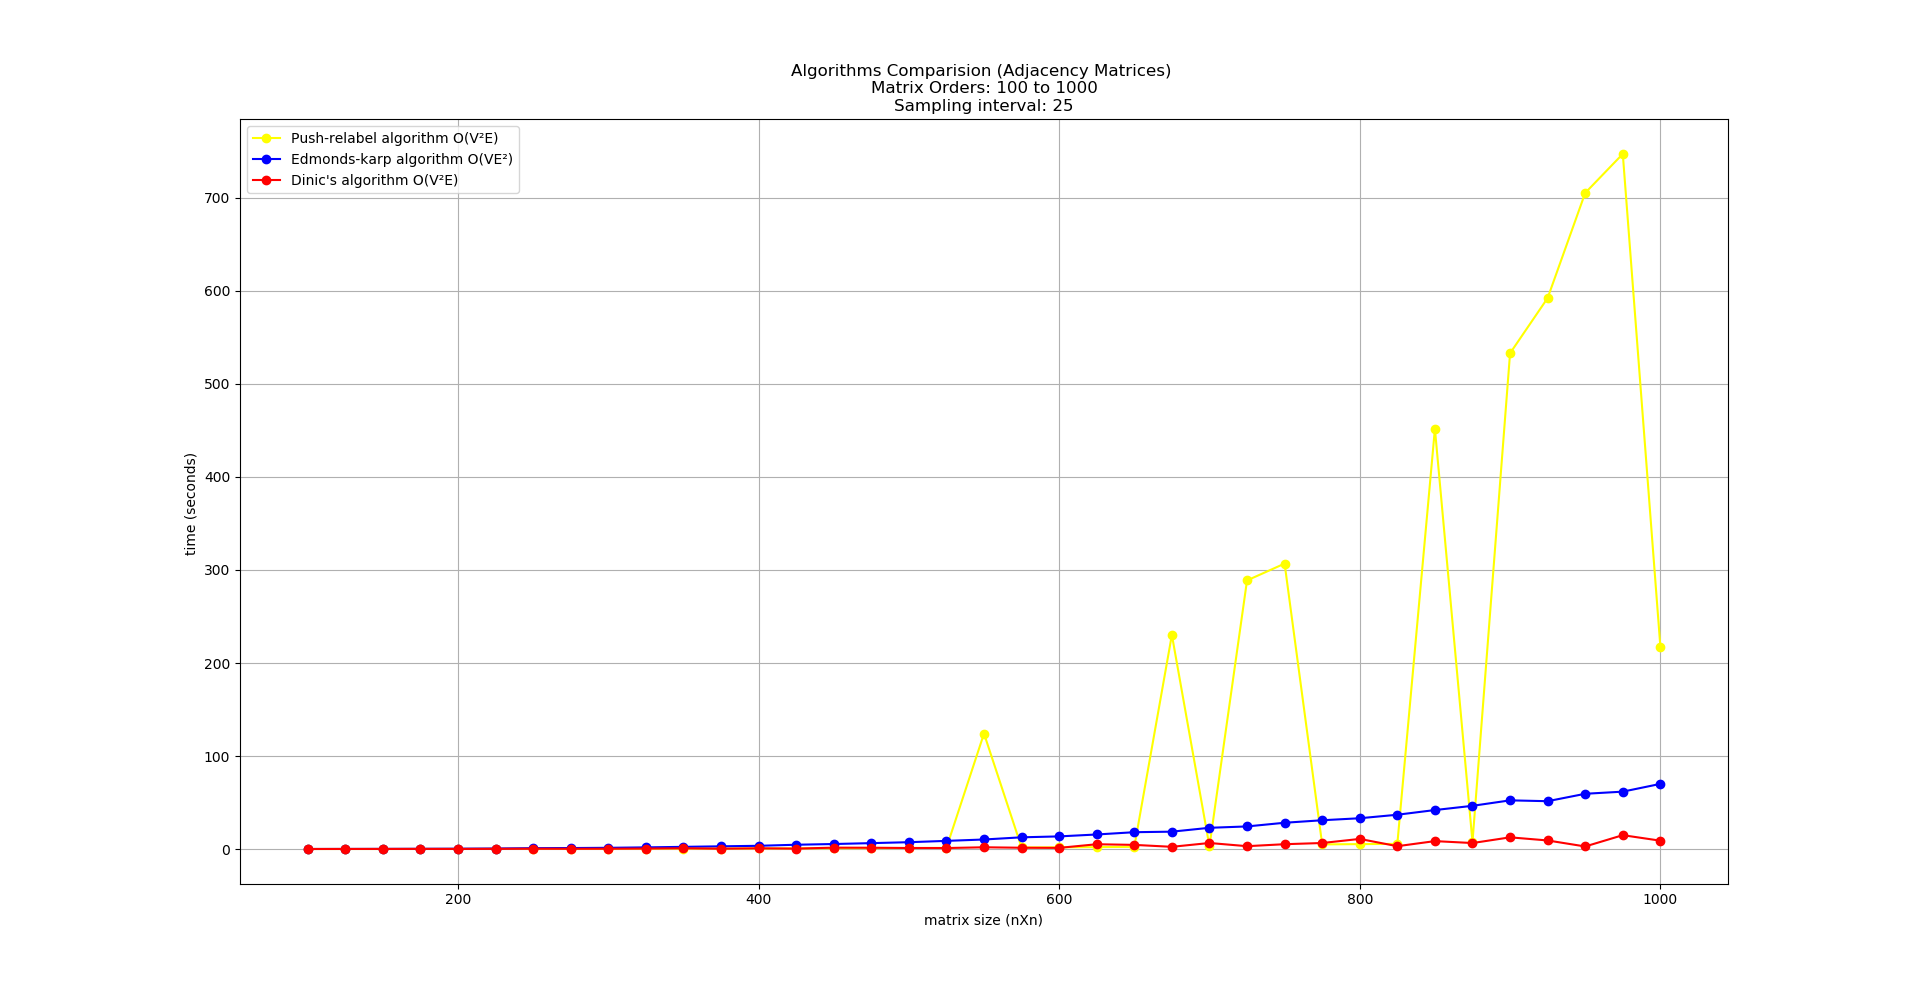 Algorithms Comparision (Adjacency Matrices)
Matrix Orders: 100 to 1000
Sampling interval: 25
Push-relabel algorithm O(V²E)
Edmonds-karp algorithm O(VE²)
Dinic's algorithm O(V²E)
700
600
500
400
300
200
100
0
time (seconds)
200 400 600 800 1000
matrix size (nXn)